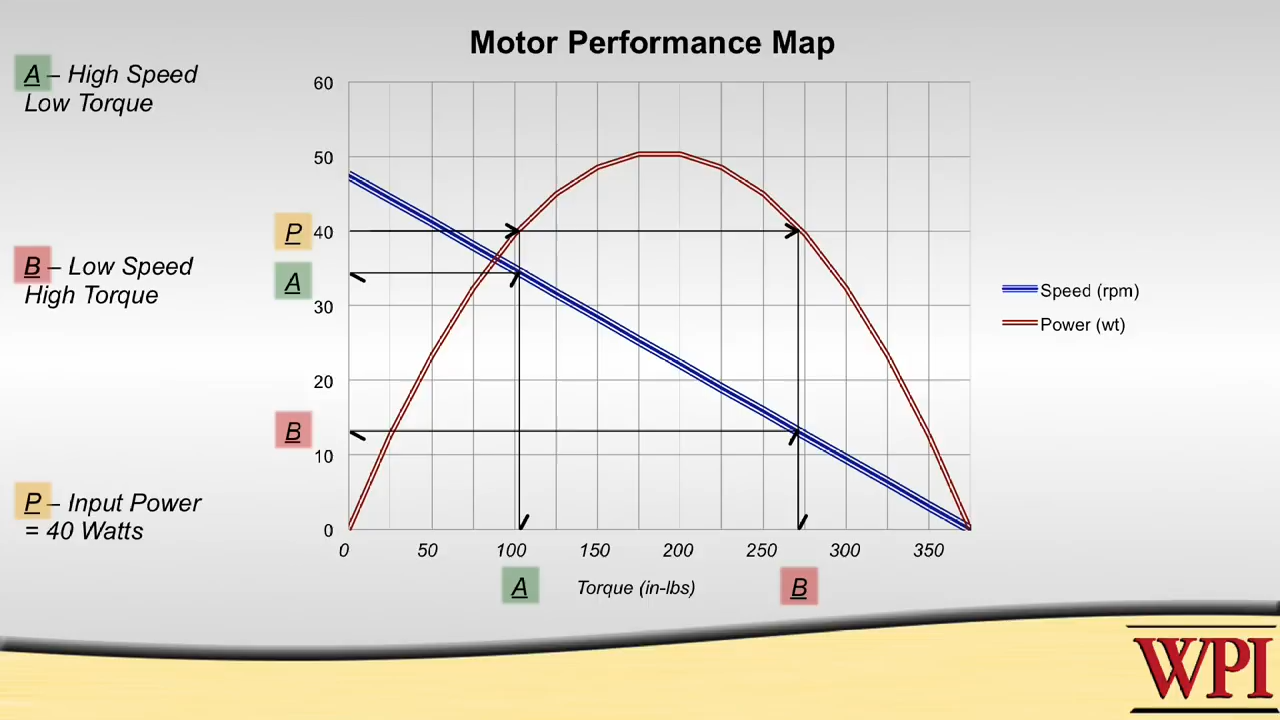 Motor Performance Map
A – High Speed
Low Torque
B – Low Speed
High Torque
P – Input Power
= 40 Watts
60
50
P 40
A
30
20
B
10
0
0 50 100 150 200 250 300 350
A Torque (in-lbs) B
Speed (rpm)
Power (wt)
WPI